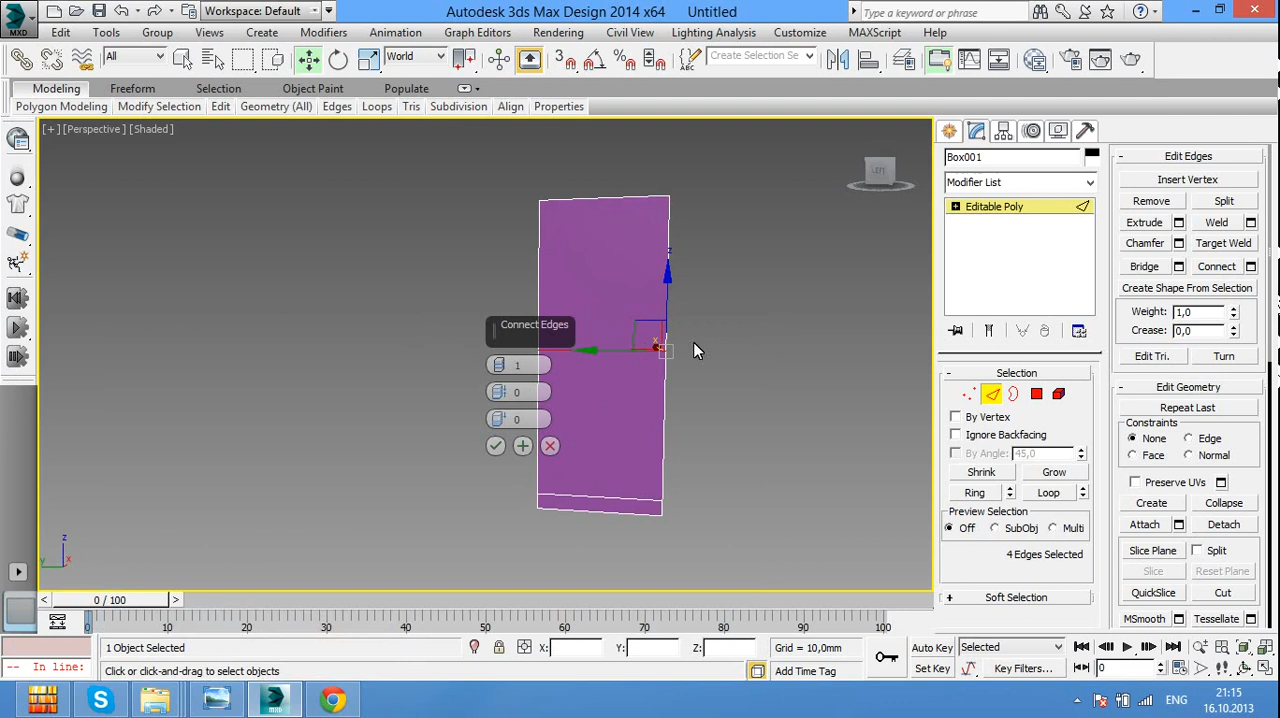 MXD
Workspace: Default
Autodesk 3ds Max Design 2014 x64
Untitled
Type a keyword or phrase
Edit Tools Group Views Create Modifiers Animation Graph Editors Rendering Civil View Lighting Analysis Customize MAXScript Help
All
World
3
Create Selection Se
Modeling Freeform Selection Object Paint Populate
Polygon Modeling Modify Selection Edit Geometry (All) Edges Loops Tris Subdivision Align Properties
[+] [Perspective] [Shaded]
LEFT
z
x
Connect Edges
1
0
0
z
y
x
Box001
Modifier List
Editable Poly
Selection
By Vertex
Ignore Backfacing
By Angle: 45,0
Shrink Grow
Ring Loop
Preview Selection
Off SubObj Multi
4 Edges Selected
Soft Selection
Edit Edges
Insert Vertex
Remove Split
Extrude Weld
Chamfer Target Weld
Bridge Connect
Create Shape From Selection
Weight: 1,0
Crease: 0,0
Edit Tri. Turn
Edit Geometry
Repeat Last
Constraints
None Edge
Face Normal
Preserve UVs
Create Collapse
Attach Detach
Slice Plane Split
Slice Reset Plane
QuickSlice Cut
MSmooth Tessellate
< 0 / 100 >
0 10 20 30 40 50 60 70 80 90 100
1 Object Selected
X: Y: Z:
Grid = 10,0mm
Auto Key Selected
-- In line:
Click or click-and-drag to select objects
Add Time Tag
Set Key Key Filters...
0
ENG
21:15
16.10.2013